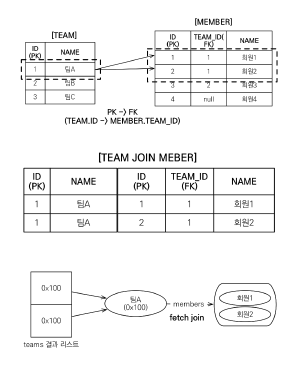 [TEAM]
ID (PK) NAME
1 팀A
2 팀B
3 팀C
[MEMBER]
ID (PK) TEAM_ID( FK) NAME
1 1 회원1
2 1 회원2
3 2 회원3
4 null 회원4
PK -> FK
(TEAM.ID -> MEMBER.TEAM_ID)
[TEAM JOIN MEBER]
ID (PK) NAME ID (PK) TEAM_ID (FK) NAME
1 팀A 1 1 회원1
1 팀A 2 1 회원2
0x100
0x100
teams 결과 리스트
팀A
(0x100)
members
fetch join
회원1
회원2